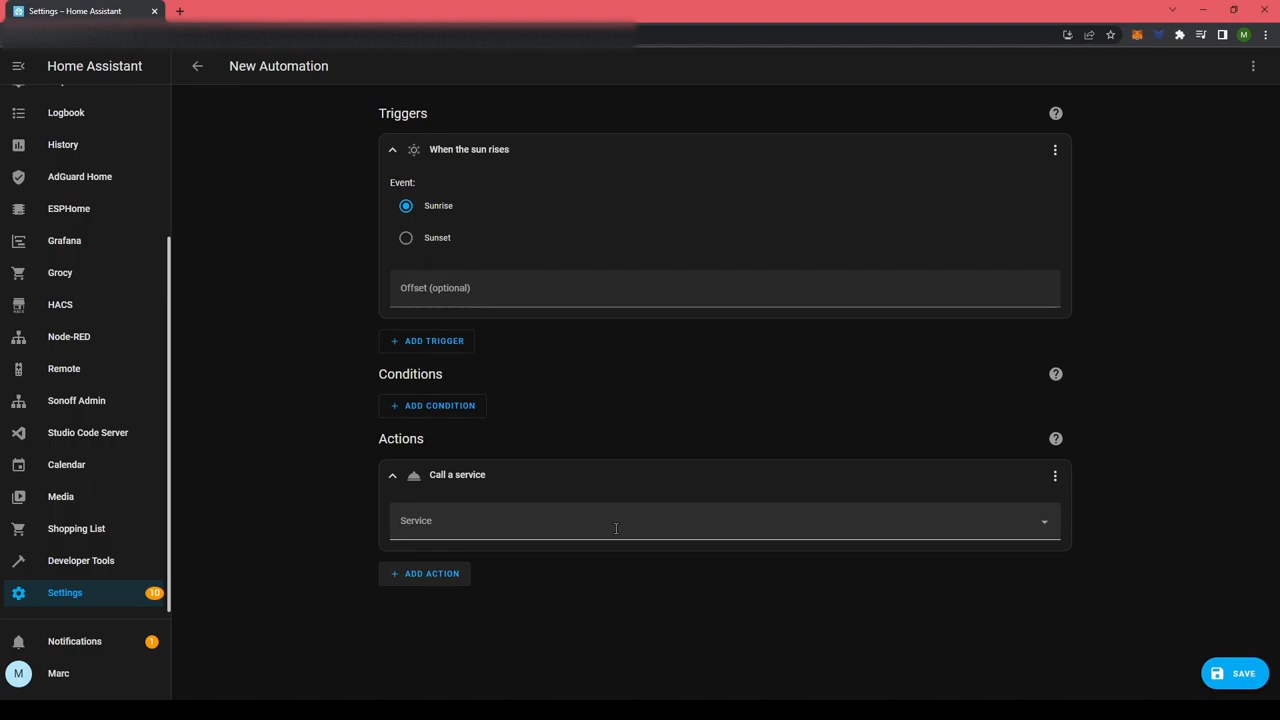 Settings – Home Assistant
M
Home Assistant
New Automation
Logbook
History
AdGuard Home
ESPHome
Grafana
Grocy
HACS
Node-RED
Remote
Sonoff Admin
Studio Code Server
Calendar
Media
Shopping List
Developer Tools
Settings 10
Notifications 1
M Marc
Triggers
When the sun rises
Event:
Sunrise
Sunset
Offset (optional)
+ ADD TRIGGER
Conditions
+ ADD CONDITION
Actions
Call a service
Service
+ ADD ACTION
SAVE